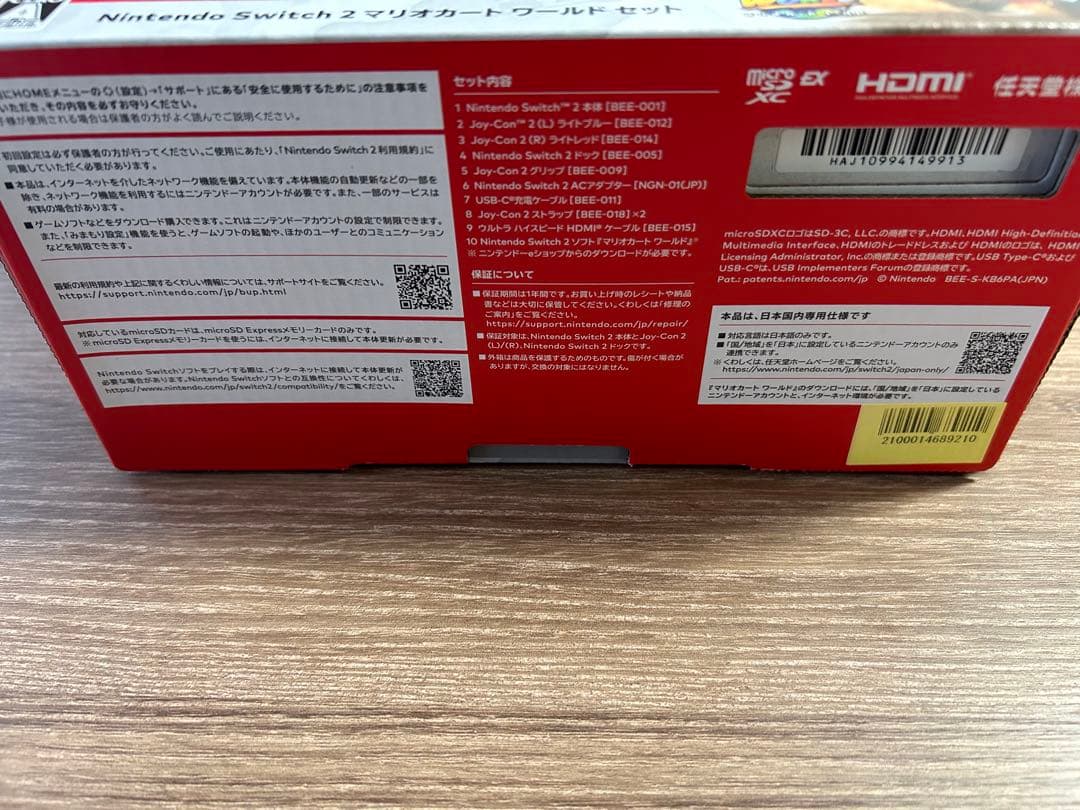 Nintendo Switch 2 マリオカート ワールド セット
にHOMEメニューの(設定)→「サポート」にある「安全に使用するために」の注意事項を
いただき、その内容を必ずお守りください。
様が使用される場合は保護者の方がよく読んでご説明ください。
初回設定は必ず保護者の方が行ってください。ご使用にあたり、「Nintendo Switch 2利用規約」に
同意していただく必要があります。
■本品は、インターネットを介したネットワーク機能を備えています。本体機能の自動更新などの一部を
除き、ネットワーク機能を利用するにはニンテンドーアカウントが必要です。また、一部のサービスは
有料の場合があります。
■ゲームソフトなどをダウンロード購入できます。これはニンテンドーアカウントの設定で制限できます。
また、「みまもり設定」機能を使うと、ゲームソフトの起動や、ほかのユーザーとのコミュニケーション
などを制限できます。
最新の利用規約や上記に関するくわしい情報については、サポートサイトをご覧ください。
https://support.nintendo.com/jp/bup.html
対応しているmicroSDカードは、microSD Expressメモリーカードのみです。
※ microSD Expressメモリーカードを使うには、インターネットに接続して本体更新が必要です。
Nintendo Switchソフトをプレイする際は、インターネットに接続して本体更新が
必要な場合があります。Nintendo Switchソフトとの互換性についてくわしくは、
https://www.nintendo.com/jp/switch2/compatibility/をご覧ください。
セット内容
1 Nintendo Switch™ 2 本体 [BEE-001]
2 Joy-Con™ 2 (L) ライトブルー [BEE-012]
3 Joy-Con 2 (R) ライトレッド [BEE-014]
4 Nintendo Switch 2 ドック [BEE-005]
5 Joy-Con 2 グリップ [BEE-009]
6 Nintendo Switch 2 ACアダプター [NGN-01(JP)]
7 USB-C®充電ケーブル [BEE-011]
8 Joy-Con 2 ストラップ [BEE-018]×2
9 ウルトラ ハイスピード HDMI® ケーブル [BEE-015]
10 Nintendo Switch 2 ソフト『マリオカート ワールド』※
※ ニンテンドーeショップからのダウンロードが必要です。
保証について
■保証期間は1年間です。お買い上げ時のレシートや納品
書などは大切に保管してください。くわしくは「修理の
ご案内」をご覧ください。
https://support.nintendo.com/jp/repair/
■保証対象は、Nintendo Switch 2 本体とJoy-Con 2
(L)/(R)、Nintendo Switch 2 ドックです。
■外箱は商品を保護するためのものです。傷が付く場合が
ありますが、交換の対象にはなりません。
micro SD XC EX HDMI 任天堂
HAJ10994149913
microSDXCロゴはSD-3C, LLC.の商標です。HDMI、HDMI High-Definition
Multimedia Interface、HDMIのトレードドレスおよび HDMIのロゴは、HDMI
Licensing Administrator, Inc.の商標または登録商標です。USB Type-C®および
USB-C®は、USB Implementers Forumの登録商標です。
Pat.: patents.nintendo.com/jp © Nintendo BEE-S-KB6PA(JPN)
本品は、日本国内専用仕様です
■対応言語は日本語のみです。
■「国/地域」を「日本」に設定しているニンテンドーアカウントのみ
連携できます。
※ くわしくは、任天堂ホームページをご覧ください。
https://www.nintendo.com/jp/switch2/japan-only/
『マリオカート ワールド』のダウンロードには、「国/地域」を「日本」に設定している
ニンテンドーアカウントと、インターネット環境が必要です。
2100014689210